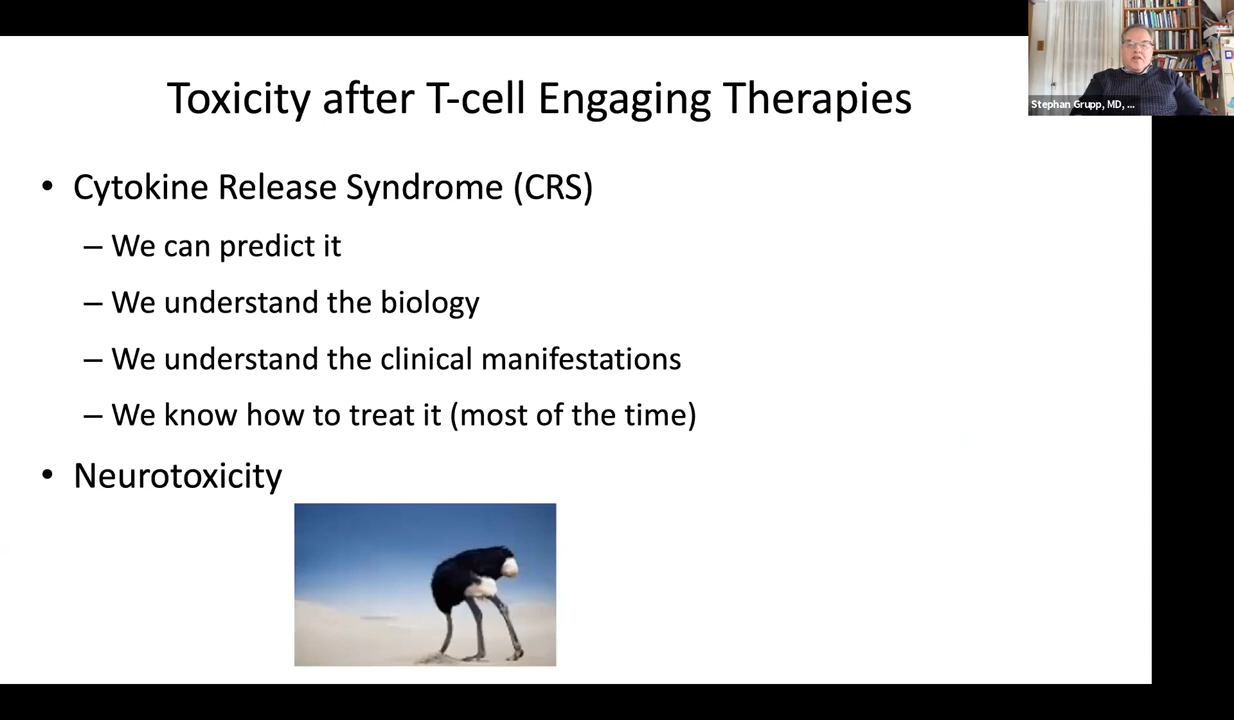 Toxicity after T-cell Engaging Therapies
Stephan Grupp, MD, ...
• Cytokine Release Syndrome (CRS)
– We can predict it
– We understand the biology
– We understand the clinical manifestations
– We know how to treat it (most of the time)
• Neurotoxicity